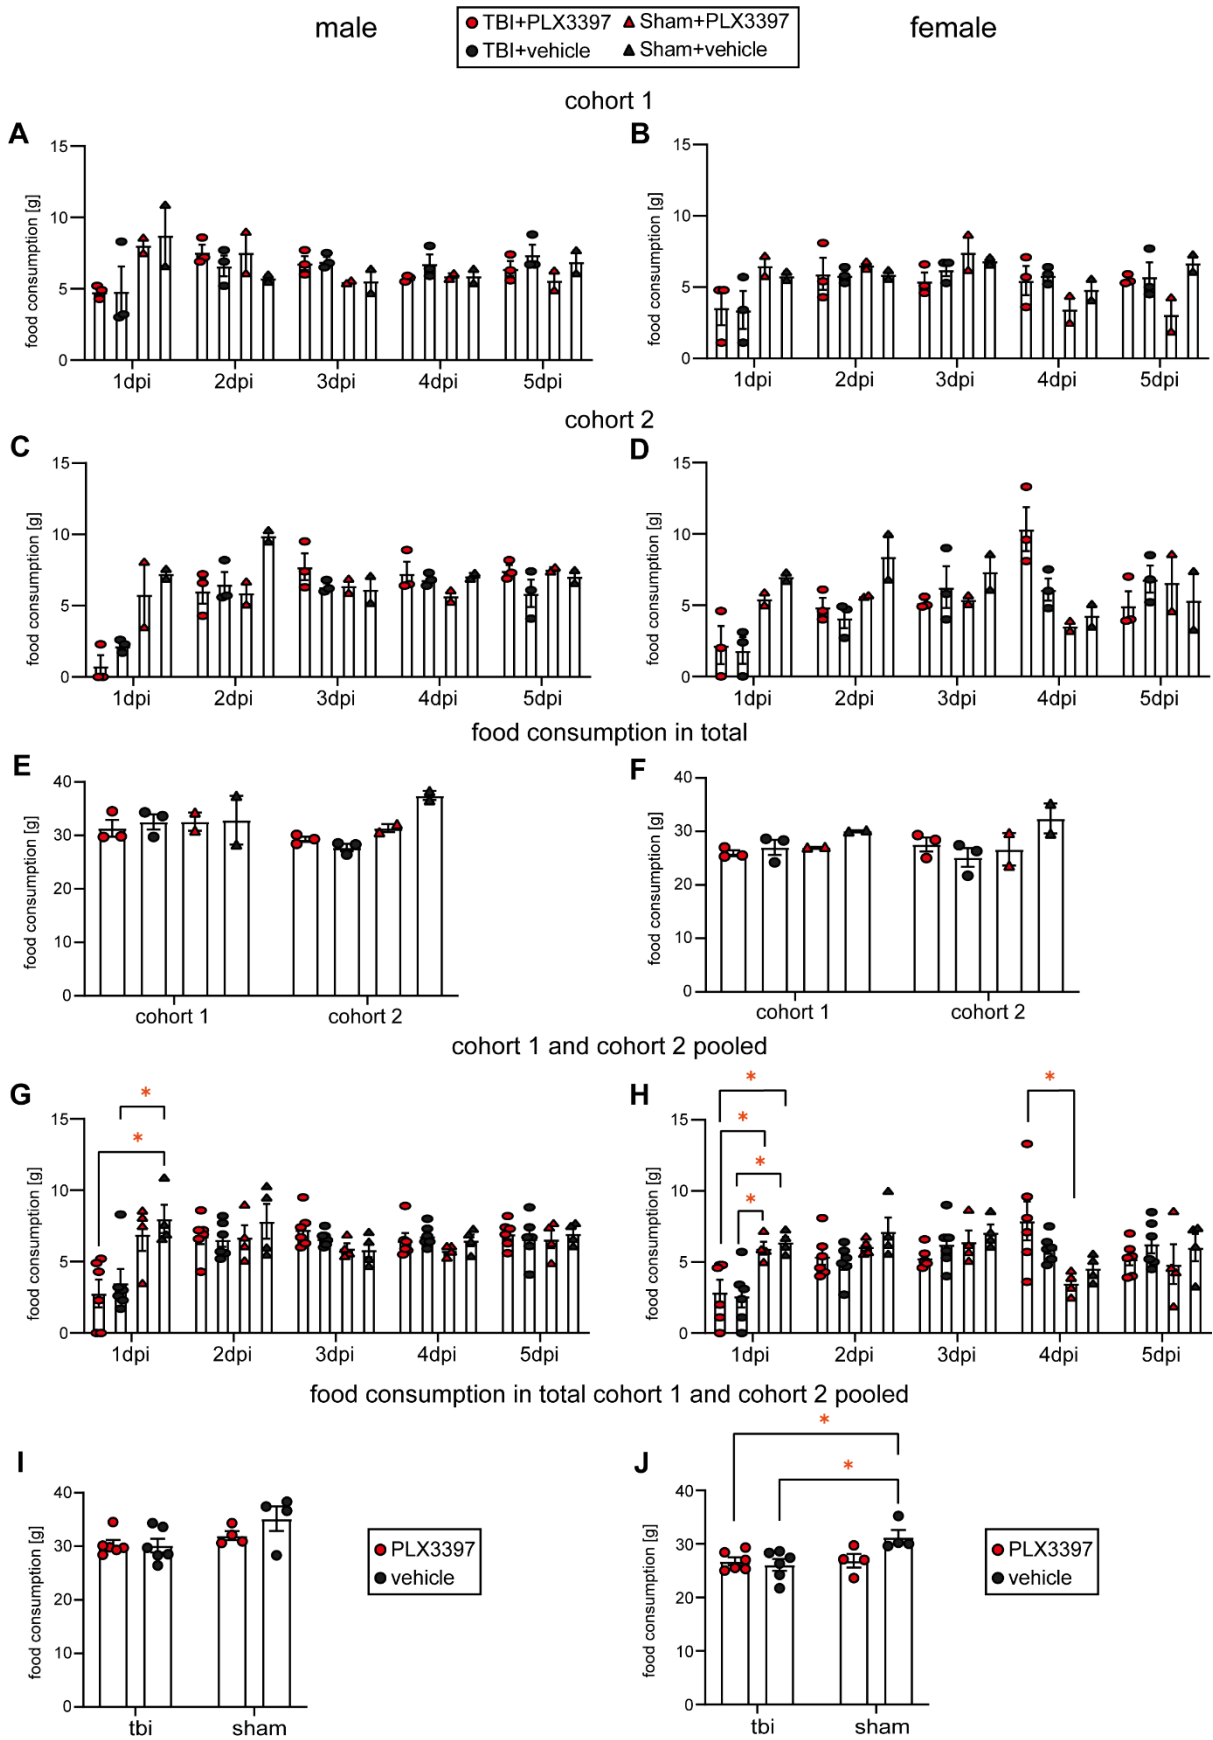 male
TBI+PLX3397 Sham+PLX3397
TBI+vehicle Sham+vehicle
female
cohort 1
A
food consumption [g]
15
10
5
0
1dpi 2dpi 3dpi 4dpi 5dpi
B
food consumption [g]
15
10
5
0
1dpi 2dpi 3dpi 4dpi 5dpi
cohort 2
C
food consumption [g]
15
10
5
0
1dpi 2dpi 3dpi 4dpi 5dpi
D
food consumption [g]
15
10
5
0
1dpi 2dpi 3dpi 4dpi 5dpi
food consumption in total
E
food consumption [g]
40
30
20
10
0
cohort 1 cohort 2
F
food consumption [g]
40
30
20
10
0
cohort 1 cohort 2
cohort 1 and cohort 2 pooled
G
* 
*
food consumption [g]
15
10
5
0
1dpi 2dpi 3dpi 4dpi 5dpi
H
* *
*
*
*
food consumption [g]
15
10
5
0
1dpi 2dpi 3dpi 4dpi 5dpi
food consumption in total cohort 1 and cohort 2 pooled
I
food consumption [g]
40
30
20
10
0
tbi sham
PLX3397
vehicle
J
*
*
food consumption [g]
40
30
20
10
0
tbi sham
PLX3397
vehicle